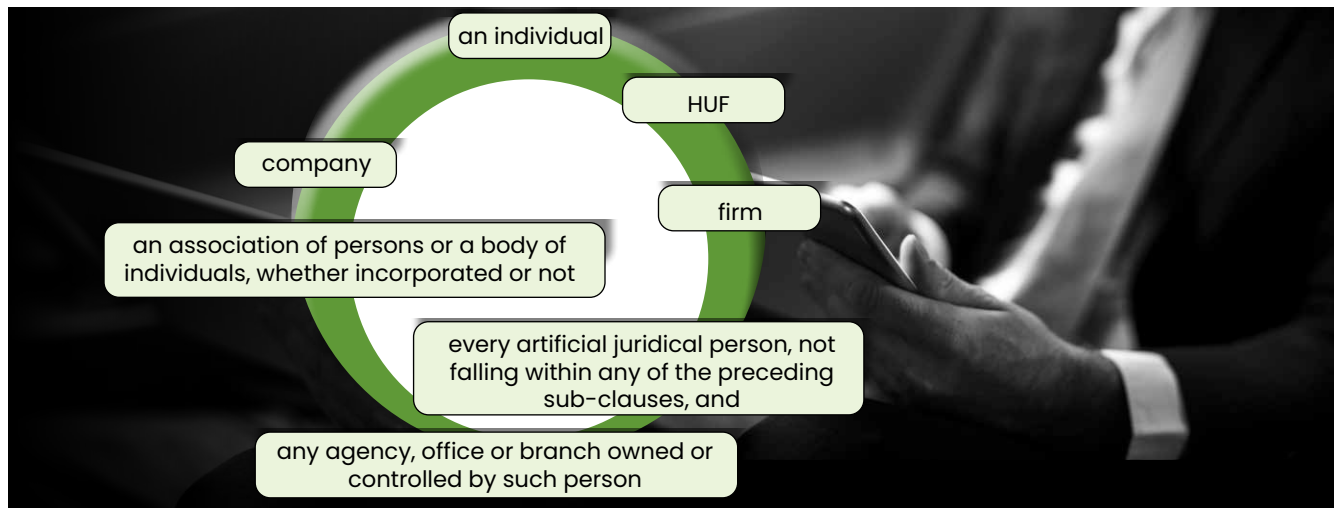 an individual
HUF
company
firm
an association of persons or a body of
individuals, whether incorporated or not
every artificial juridical person, not
falling within any of the preceding
sub-clauses, and
any agency, office or branch owned or
controlled by such person